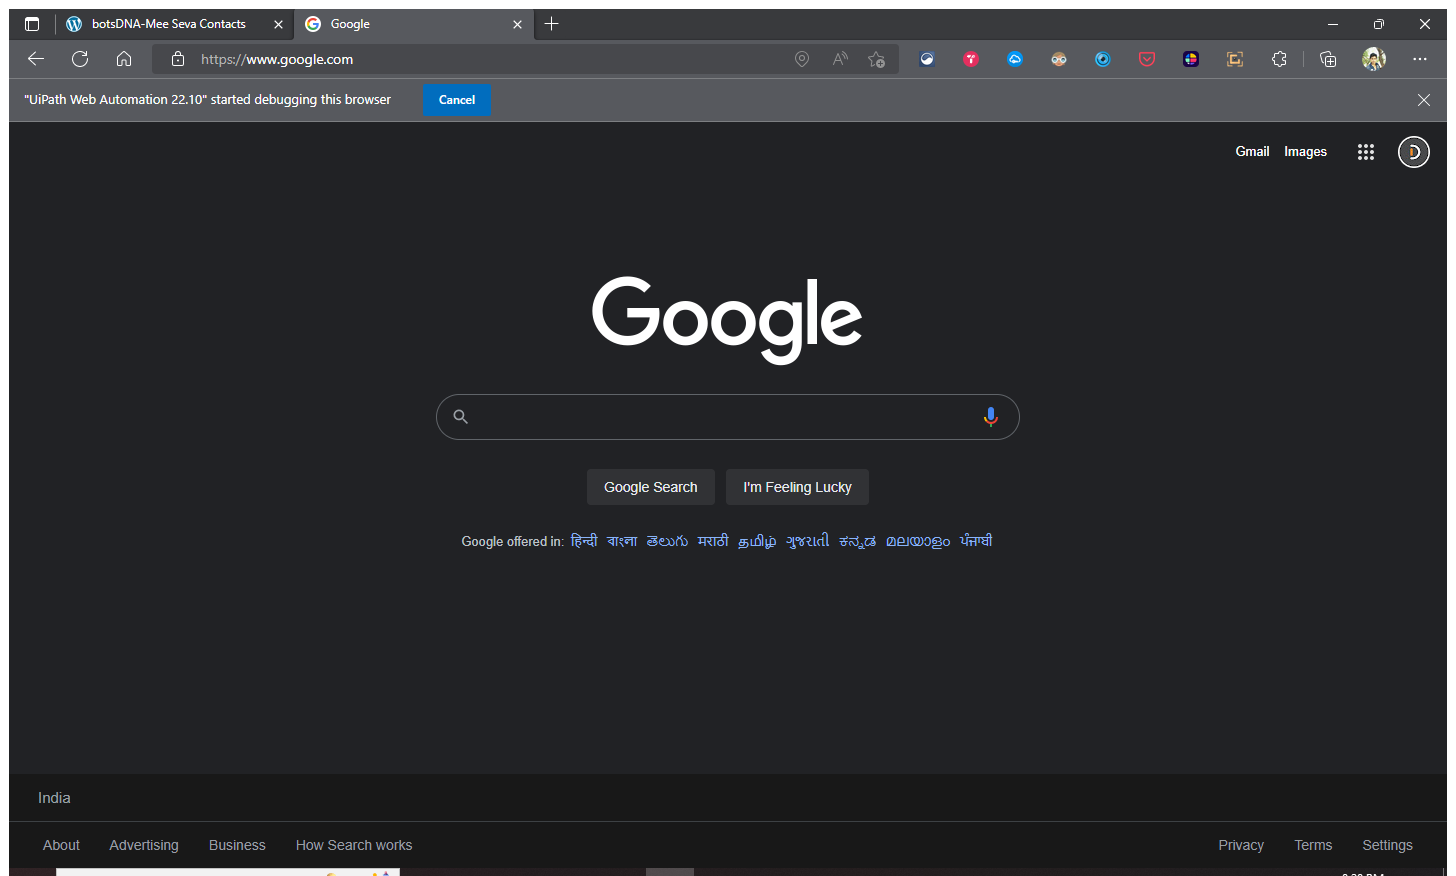 botsDNA-Mee Seva Contacts
Google
https://www.google.com
"UiPath Web Automation 22.10" started debugging this browser
Cancel
Gmail Images
Google
Google Search
I'm Feeling Lucky
Google offered in: हिन्दी বাংলা తెలుగు मराठी தமிழ் ગુજરાતી ಕನ್ನಡ മലയാളം ਪੰਜਾਬੀ
India
About Advertising Business How Search works
Privacy Terms Settings